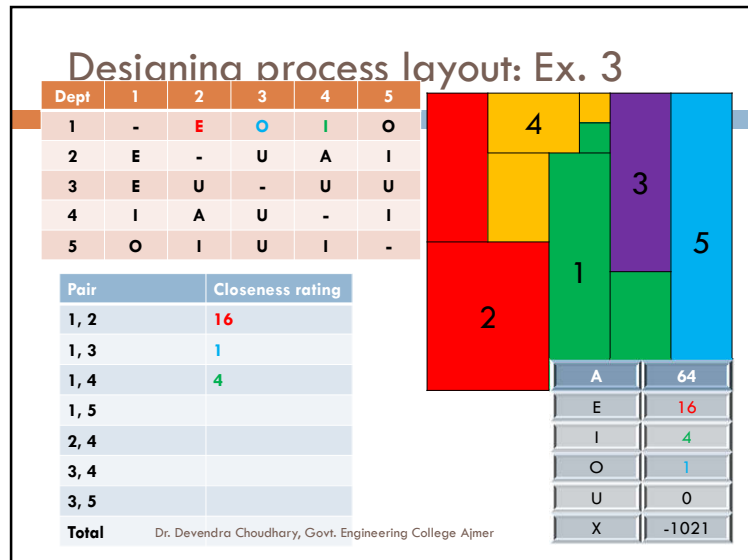 Designing process layout: Ex. 3
Dept 1 2 3 4 5
1 - E O I O
2 E - U A I
3 E U - U U
4 I A U - I
5 O I U I -
4
3
5
1
2
Pair Closeness rating
1, 2 16
1, 3 1
1, 4 4
1, 5
2, 4
3, 4
3, 5
Total
A 64
E 16
I 4
O 1
U 0
X -1021
Dr. Devendra Choudhary, Govt. Engineering College Ajmer